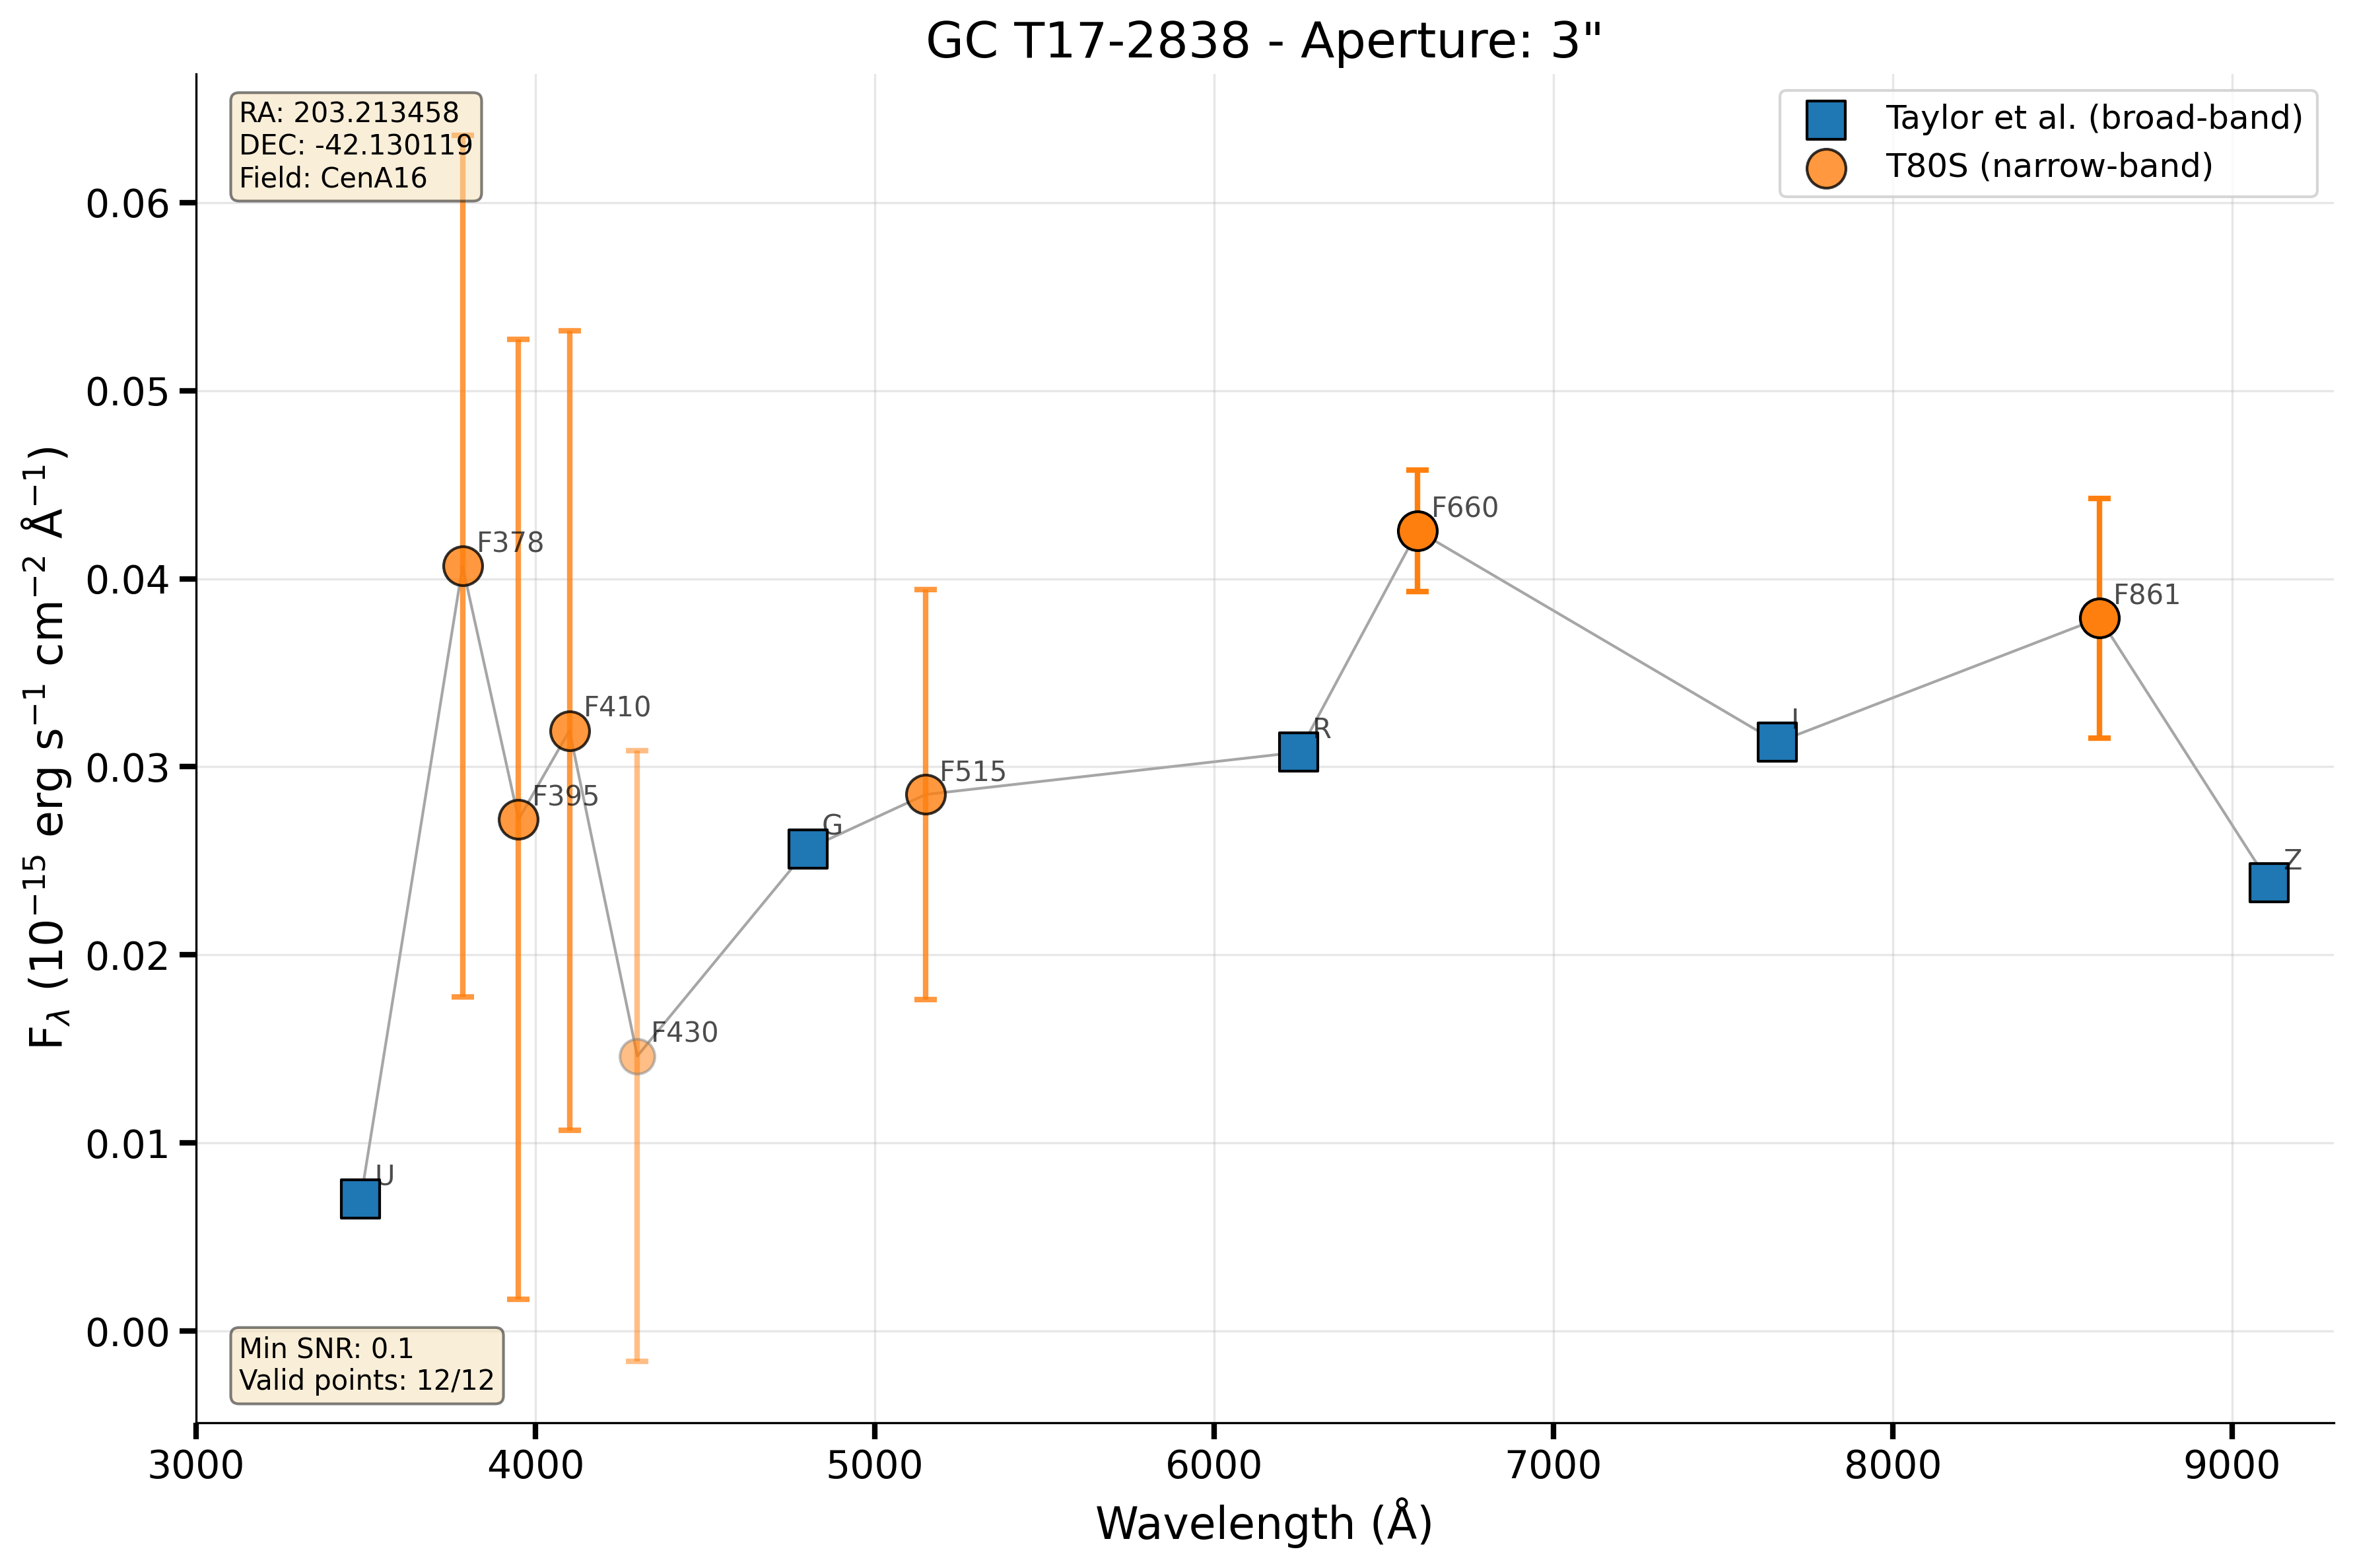 GC T17-2838 - Aperture: 3"
RA: 203.213458
DEC: -42.130119
Field: CenA16
Taylor et al. (broad-band)
T80S (narrow-band)
F378
F395
F410
F430
F515
F660
F861
U
G
R
I
Z
0.06
0.05
0.04
0.03
0.02
0.01
0.00
F_λ (10⁻¹⁵ erg s⁻¹ cm⁻² Å⁻¹)
Min SNR: 0.1
Valid points: 12/12
3000 4000 5000 6000 7000 8000 9000
Wavelength (Å)